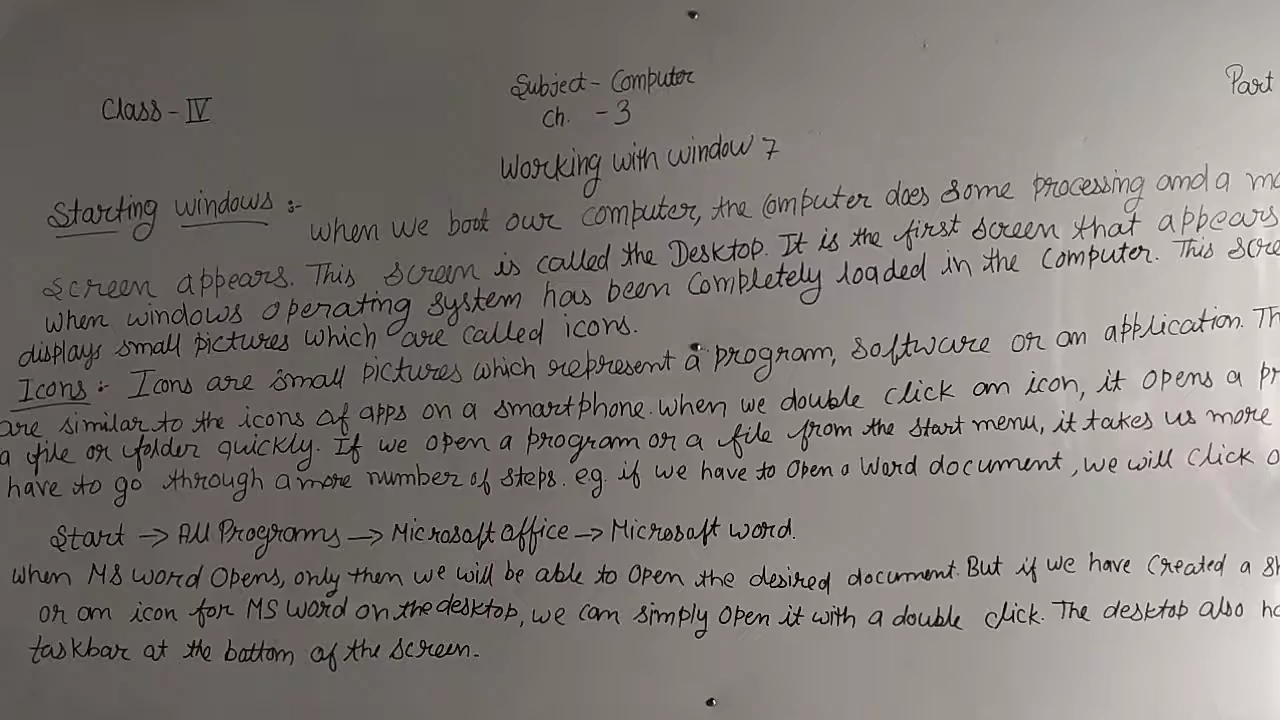 Subject - Computer
Class - IV
Ch. - 3
Part
Working with window 7
Starting windows :- When we boot our computer, the computer does some processing and a
screen appears. This screen is called the Desktop. It is the first screen that appears
when windows operating system has been completely loaded in the computer. This
displays small pictures which are called icons.
Icons :- Icons are small pictures which represent a program, software or an application.
are similar to the icons of apps on a smartphone. When we double click an icon, it opens a
a file or folder quickly. If we open a program or a file from the start menu, it takes us more
have to go through a more number of steps. eg. if we have to open a Word document, we will click
Start → All Programs → Microsoft office → Microsoft word.
When MS word opens, only then we will be able to open the desired document. But if we have created a
or an icon for MS word on the desktop, we can simply open it with a double click. The desktop also
taskbar at the bottom of the screen.